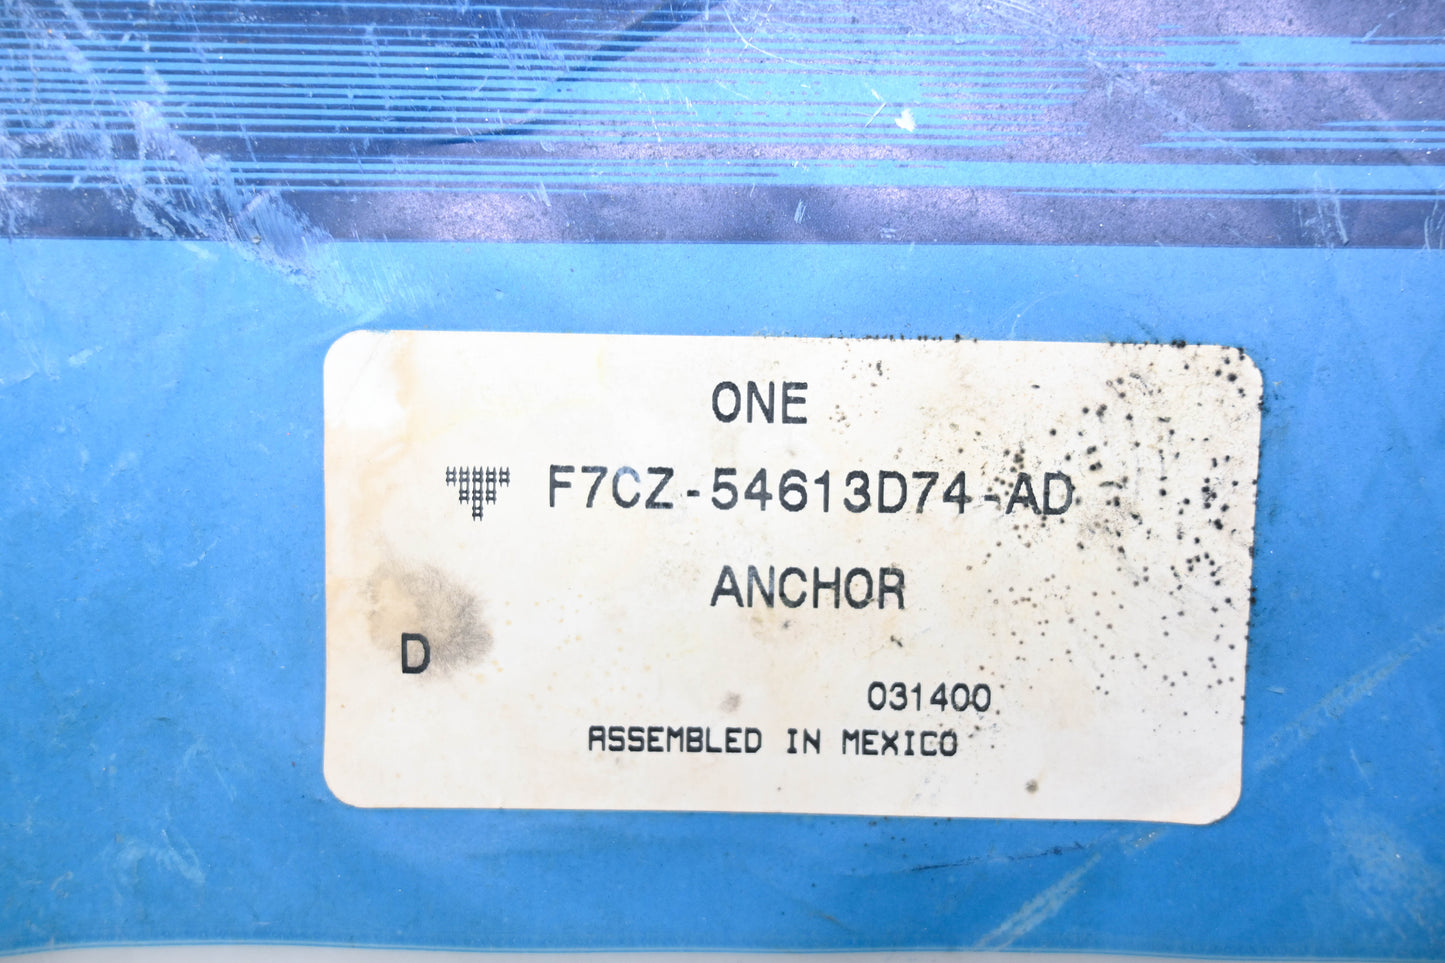 ONE
F7CZ-54613D74-AD
ANCHOR
D
031400
ASSEMBLED IN MEXICO